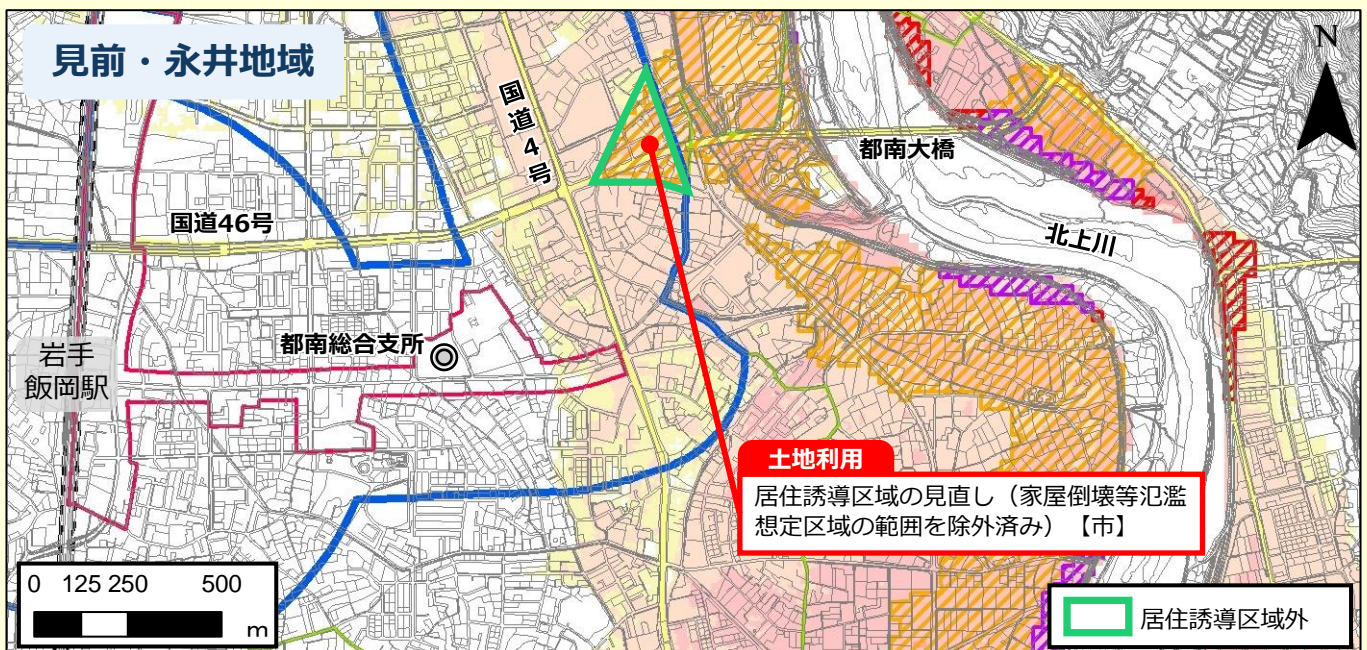 見前・永井地域
N
国道4号
都南大橋
国道46号
北上川
都南総合支所
岩手
飯岡駅
土地利用
居住誘導区域の見直し（家屋倒壊等氾濫
想定区域の範囲を除外済み）【市】
0 125 250 500
m
居住誘導区域外